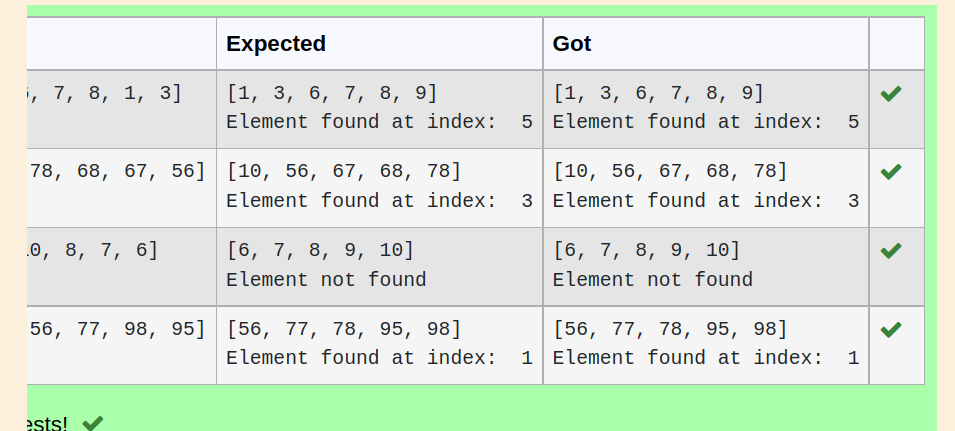 Expected Got
, 7, 8, 1, 3] [1, 3, 6, 7, 8, 9] [1, 3, 6, 7, 8, 9]
Element found at index:  5 Element found at index:  5
78, 68, 67, 56] [10, 56, 67, 68, 78] [10, 56, 67, 68, 78]
Element found at index:  3 Element found at index:  3
0, 8, 7, 6] [6, 7, 8, 9, 10] [6, 7, 8, 9, 10]
Element not found Element not found
56, 77, 98, 95] [56, 77, 78, 95, 98] [56, 77, 78, 95, 98]
Element found at index:  1 Element found at index:  1
ests!